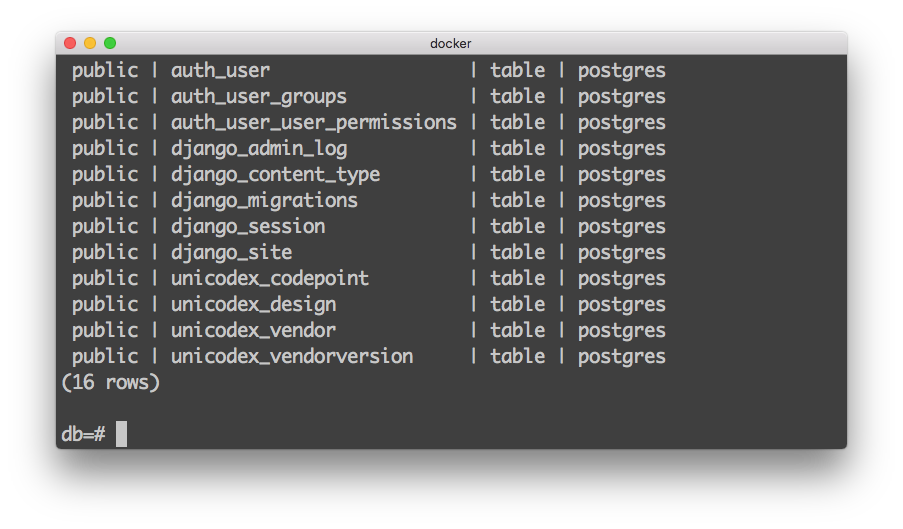 docker
public | auth_user | table | postgres
public | auth_user_groups | table | postgres
public | auth_user_user_permissions | table | postgres
public | django_admin_log | table | postgres
public | django_content_type | table | postgres
public | django_migrations | table | postgres
public | django_session | table | postgres
public | django_site | table | postgres
public | unicodex_codepoint | table | postgres
public | unicodex_design | table | postgres
public | unicodex_vendor | table | postgres
public | unicodex_vendorversion | table | postgres
(16 rows)
db=#